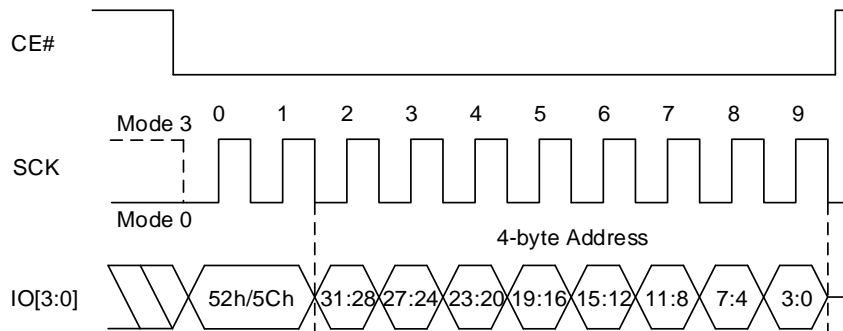 CE#
0 1 2 3 4 5 6 7 8 9
Mode 3
SCK
Mode 0
4-byte Address
IO[3:0]
52h/5Ch 31:28 27:24 23:20 19:16 15:12 11:8 7:4 3:0